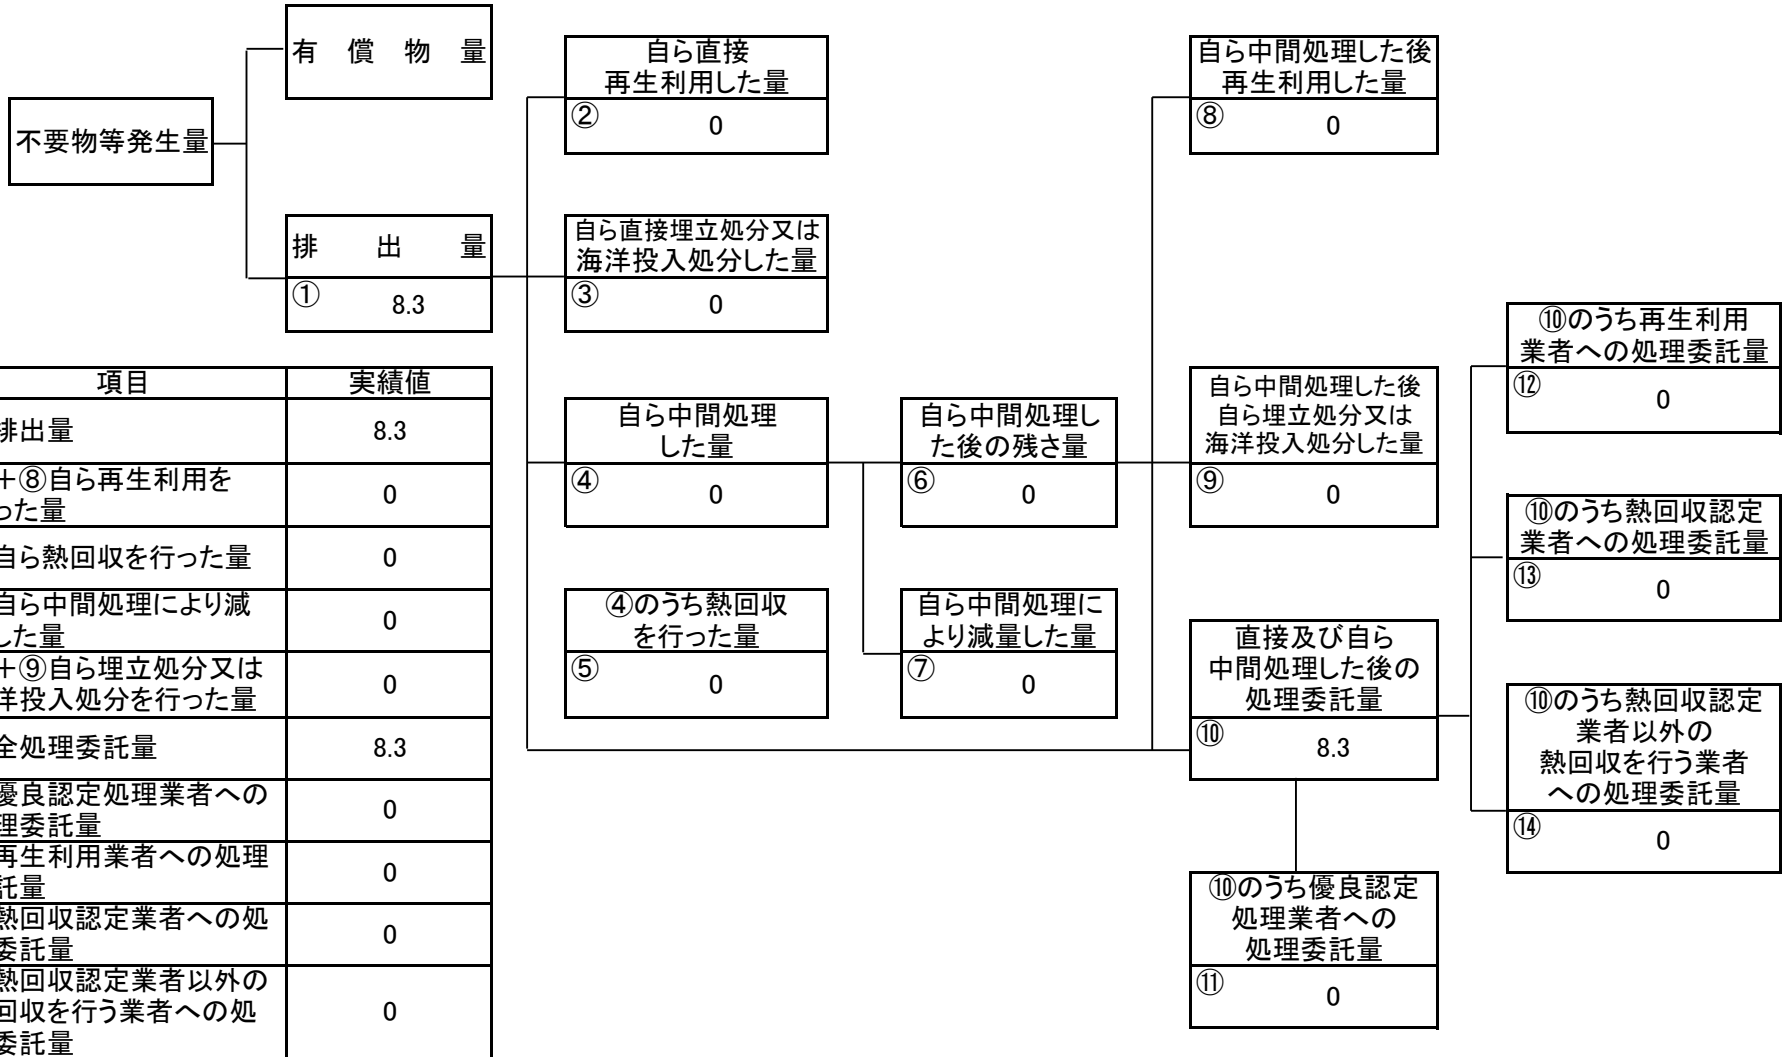 有償物量
不要物等発生量
排出量
① 8.3
自ら直接
再生利用した量
② 0
自ら直接埋立処分又は
海洋投入処分した量
③ 0
自ら中間処理
した量
④ 0
④のうち熱回収
を行った量
⑤ 0
自ら中間処理し
た後の残さ量
⑥ 0
自ら中間処理に
より減量した量
⑦ 0
自ら中間処理した後
再生利用した量
⑧ 0
自ら中間処理した後
自ら埋立処分又は
海洋投入処分した量
⑨ 0
直接及び自ら
中間処理した後の
処理委託量
⑩ 8.3
⑩のうち優良認定
処理業者への
処理委託量
⑪ 0
⑩のうち再生利用
業者への処理委託量
⑫ 0
⑩のうち熱回収認定
業者への処理委託量
⑬ 0
⑩のうち熱回収認定
業者以外の
熱回収を行う業者
への処理委託量
⑭ 0
項目 実績値
排出量 8.3
+⑧自ら再生利用を
った量 0
自ら熱回収を行った量 0
自ら中間処理により減
した量 0
+⑨自ら埋立処分又は
洋投入処分を行った量 0
全処理委託量 8.3
優良認定処理業者への
理委託量 0
再生利用業者への処理
託量 0
熱回収認定業者への処
委託量 0
熱回収認定業者以外の
回収を行う業者への処
委託量 0